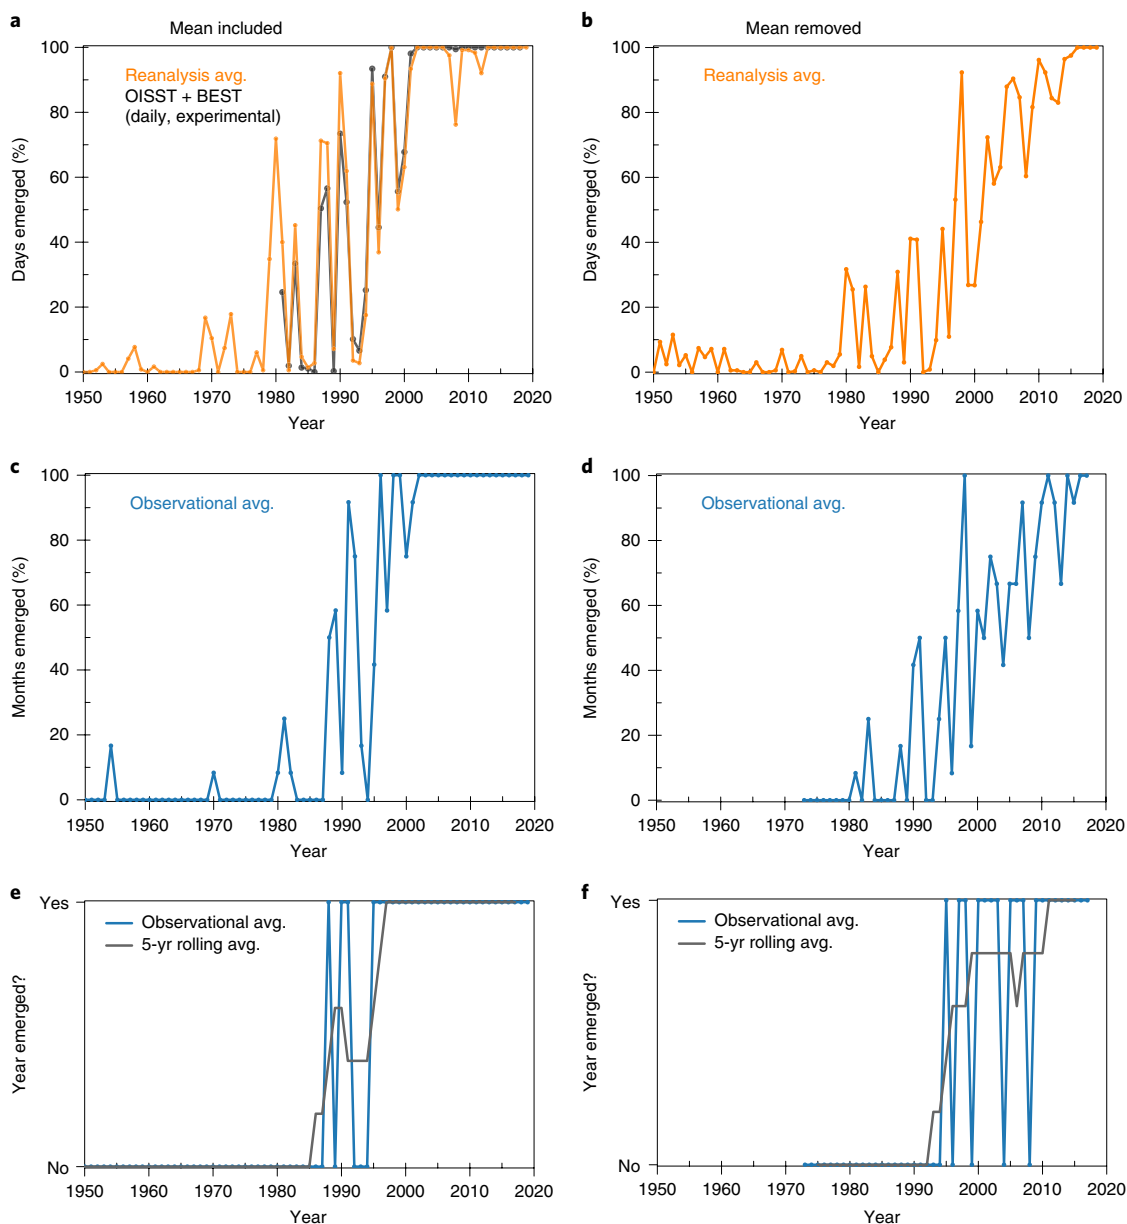 a
Mean included
100
80
60
40
20
0
Days emerged (%)
Reanalysis avg.
OISST + BEST
(daily, experimental)
1950 1960 1970 1980 1990 2000 2010 2020
Year
b
Mean removed
100
80
60
40
20
0
Days emerged (%)
Reanalysis avg.
1950 1960 1970 1980 1990 2000 2010 2020
Year
c
100
80
60
40
20
0
Months emerged (%)
Observational avg.
1950 1960 1970 1980 1990 2000 2010 2020
Year
d
100
80
60
40
20
0
Months emerged (%)
Observational avg.
1950 1960 1970 1980 1990 2000 2010 2020
Year
e
Yes
No
Year emerged?
Observational avg.
5-yr rolling avg.
1950 1960 1970 1980 1990 2000 2010 2020
Year
f
Yes
No
Year emerged?
Observational avg.
5-yr rolling avg.
1950 1960 1970 1980 1990 2000 2010 2020
Year